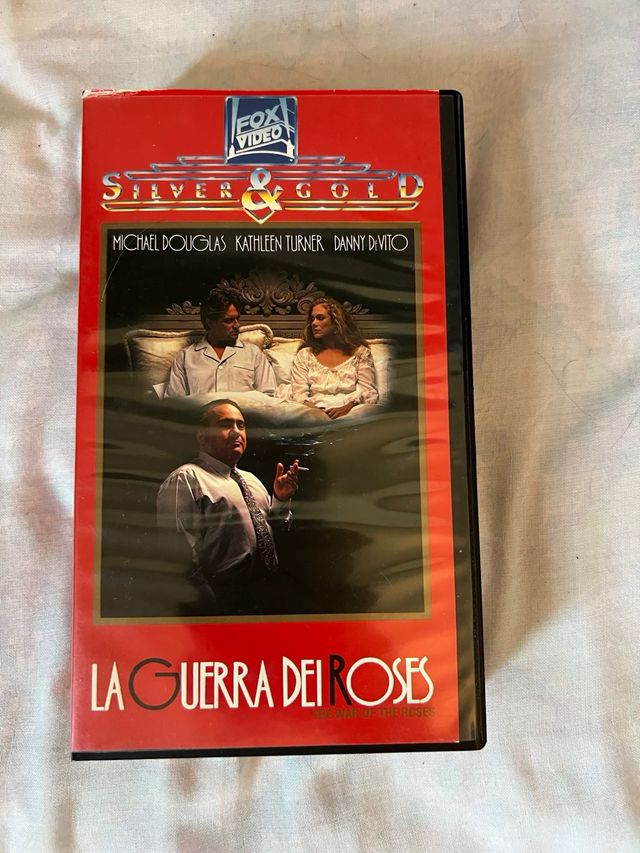 FOX
VIDEO
SILVER & GOLD
MICHAEL DOUGLAS KATHLEEN TURNER DANNY DeVITO
LA GUERRA DEI ROSES
THE WAR OF THE ROSES